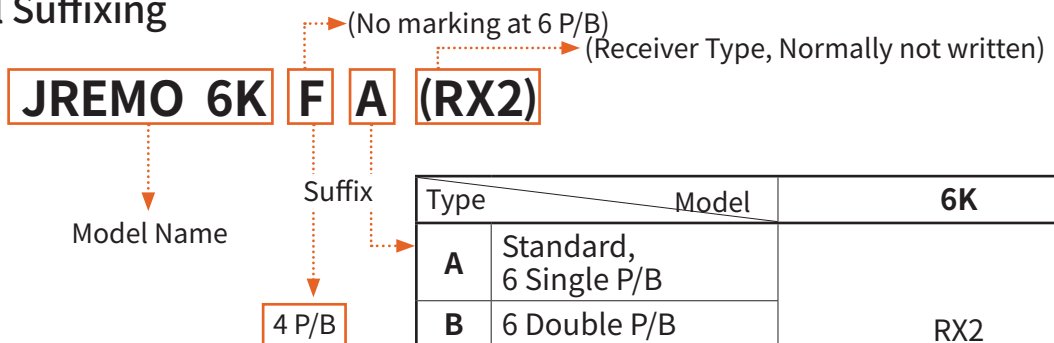 Suffixing
(No marking at 6 P/B)
(Receiver Type, Normally not written)
JREMO 6K F A (RX2)
Suffix
Model Name
4 P/B
Type Model 6K
A Standard,
6 Single P/B
B 6 Double P/B
RX2